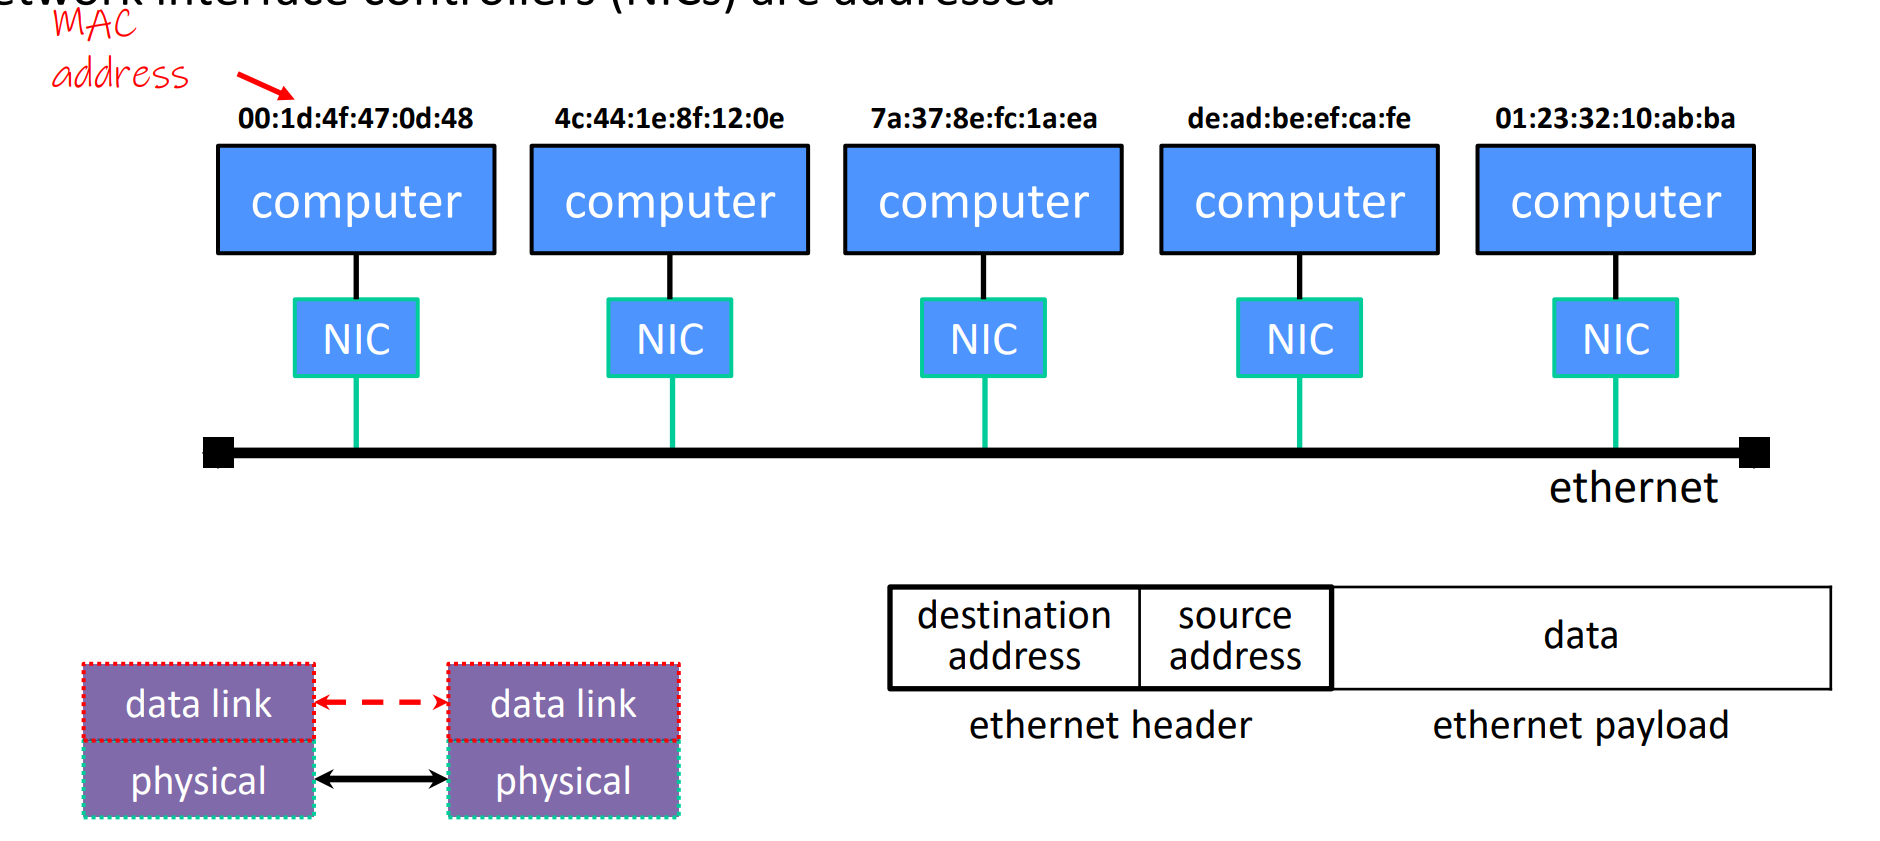 etwork interface controllers (NICs) are addressed
MAC
address
00:1d:4f:47:0d:48 4c:44:1e:8f:12:0e 7a:37:8e:fc:1a:ea de:ad:be:ef:ca:fe 01:23:32:10:ab:ba
computer computer computer computer computer
NIC NIC NIC NIC NIC
ethernet
destination
address
source
address
data
ethernet header ethernet payload
data link data link
physical physical